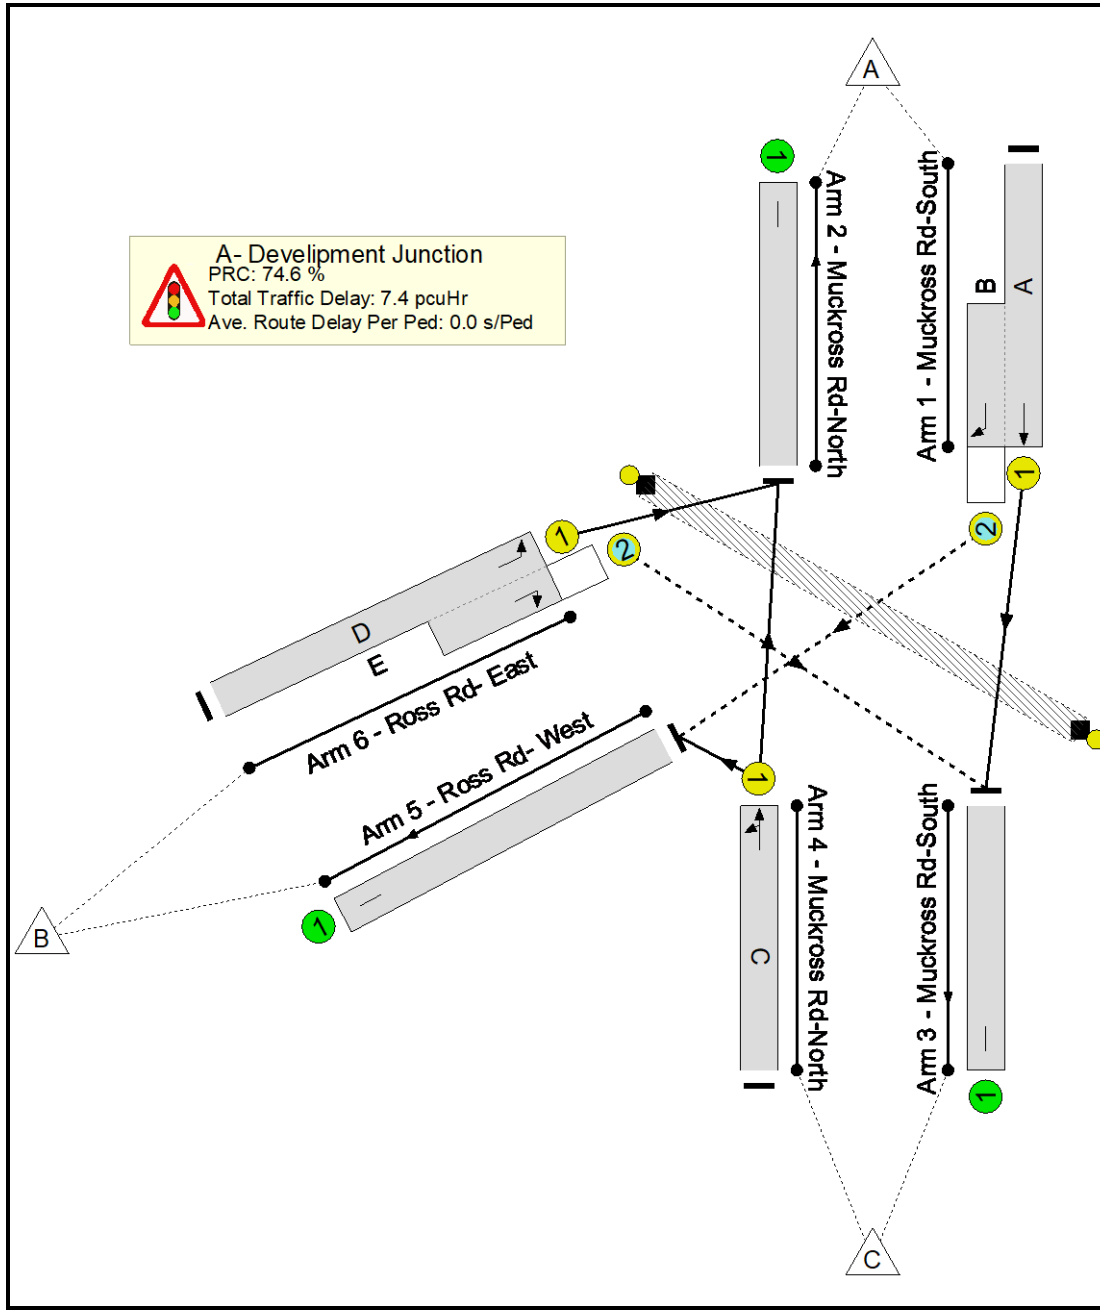 A
1
Arm 2 - Muckross Rd-North
Arm 1 - Muckross Rd-South
B
A
A- Develipment Junction
PRC: 74.6 %
Total Traffic Delay: 7.4 pcuHr
Ave. Route Delay Per Ped: 0.0 s/Ped
1
2
1
2
D
E
Arm 6 - Ross Rd- East
Arm 5 - Ross Rd- West
1
1
B
C
Arm 4 - Muckross Rd-North
Arm 3 - Muckross Rd-South
1
C